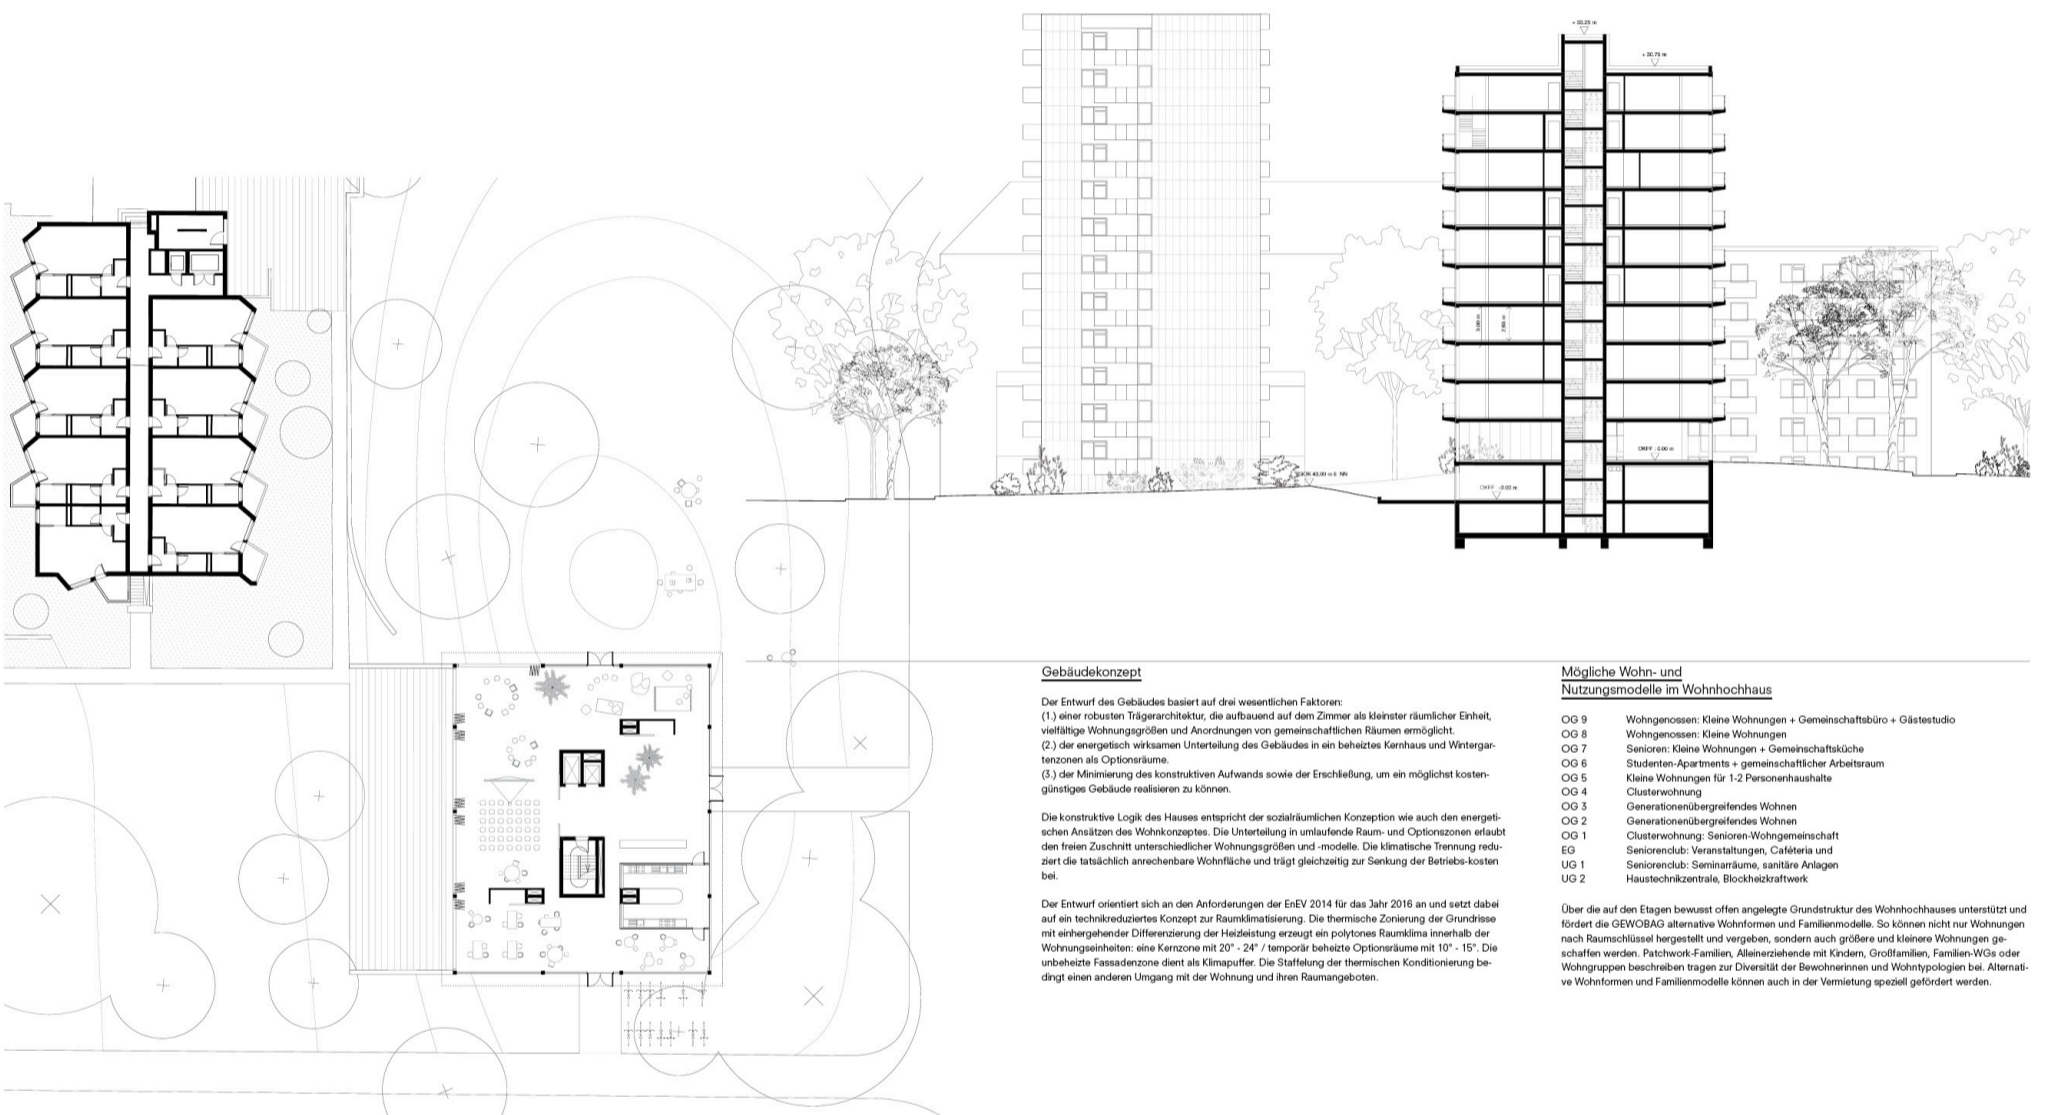 + 32.25 m
+ 30.75 m
3.00 m
2.65 m
OKFF . 0.00 m
OKFF -3.00 m
Gebäudekonzept
Der Entwurf des Gebäudes basiert auf drei wesentlichen Faktoren:
(1.) einer robusten Trägerarchitektur, die aufbauend auf dem Zimmer als kleinster räumlicher Einheit,
vielfältige Wohnungsgrößen und Anordnungen von gemeinschaftlichen Räumen ermöglicht.
(2.) der energetisch wirksamen Unterteilung des Gebäudes in ein beheiztes Kernhaus und Wintergar-
tenzonen als Optionsräume.
(3.) der Minimierung des konstruktiven Aufwands sowie der Erschließung, um ein möglichst kosten-
günstiges Gebäude realisieren zu können.
Die konstruktive Logik des Hauses entspricht der sozialräumlichen Konzeption wie auch den energeti-
schen Ansätzen des Wohnkonzeptes. Die Unterteilung in umlaufende Raum- und Optionszonen erlaubt
den freien Zuschnitt unterschiedlicher Wohnungsgrößen und -modelle. Die klimatische Trennung redu-
ziert die tatsächlich anrechenbare Wohnfläche und trägt gleichzeitig zur Senkung der Betriebs-kosten
bei.
Der Entwurf orientiert sich an den Anforderungen der EnEV 2014 für das Jahr 2016 an und setzt dabei
auf ein technikreduziertes Konzept zur Raumklimatisierung. Die thermische Zonierung der Grundrisse
mit einhergehender Differenzierung der Heizleistung erzeugt ein polytones Raumklima innerhalb der
Wohnungseinheiten: eine Kernzone mit 20° - 24° / temporär beheizte Optionsräume mit 10° - 15°. Die
unbeheizte Fassadenzone dient als Klimapuffer. Die Staffelung der thermischen Konditionierung be-
dingt einen anderen Umgang mit der Wohnung und ihren Raumangeboten.
Mögliche Wohn- und
Nutzungsmodelle im Wohnhochhaus
OG 9 Wohngenossen: Kleine Wohnungen + Gemeinschaftsbüro + Gästestudio
OG 8 Wohngenossen: Kleine Wohnungen
OG 7 Senioren: Kleine Wohnungen + Gemeinschaftsküche
OG 6 Studenten-Apartments + gemeinschaftlicher Arbeitsraum
OG 5 Kleine Wohnungen für 1-2 Personenhaushalte
OG 4 Clusterwohnung
OG 3 Generationenübergreifendes Wohnen
OG 2 Generationenübergreifendes Wohnen
OG 1 Clusterwohnung: Senioren-Wohngemeinschaft
EG Seniorenclub: Veranstaltungen, Caféteria und
UG 1 Seniorenclub: Seminarräume, sanitäre Anlagen
UG 2 Haustechnikzentrale, Blockheizkraftwerk
Über die auf den Etagen bewusst offen angelegte Grundstruktur des Wohnhochhauses unterstützt und
fördert die GEWOBAG alternative Wohnformen und Familienmodelle. So können nicht nur Wohnungen
nach Raumschlüssel hergestellt und vergeben, sondern auch größere und kleinere Wohnungen ge-
schaffen werden. Patchwork-Familien, Alleinerziehende mit Kindern, Großfamilien, Familien-WGs oder
Wohngruppen beschreiben tragen zur Diversität der Bewohnerinnen und Wohntypologien bei. Alternati-
ve Wohnformen und Familienmodelle können auch in der Vermietung speziell gefördert werden.